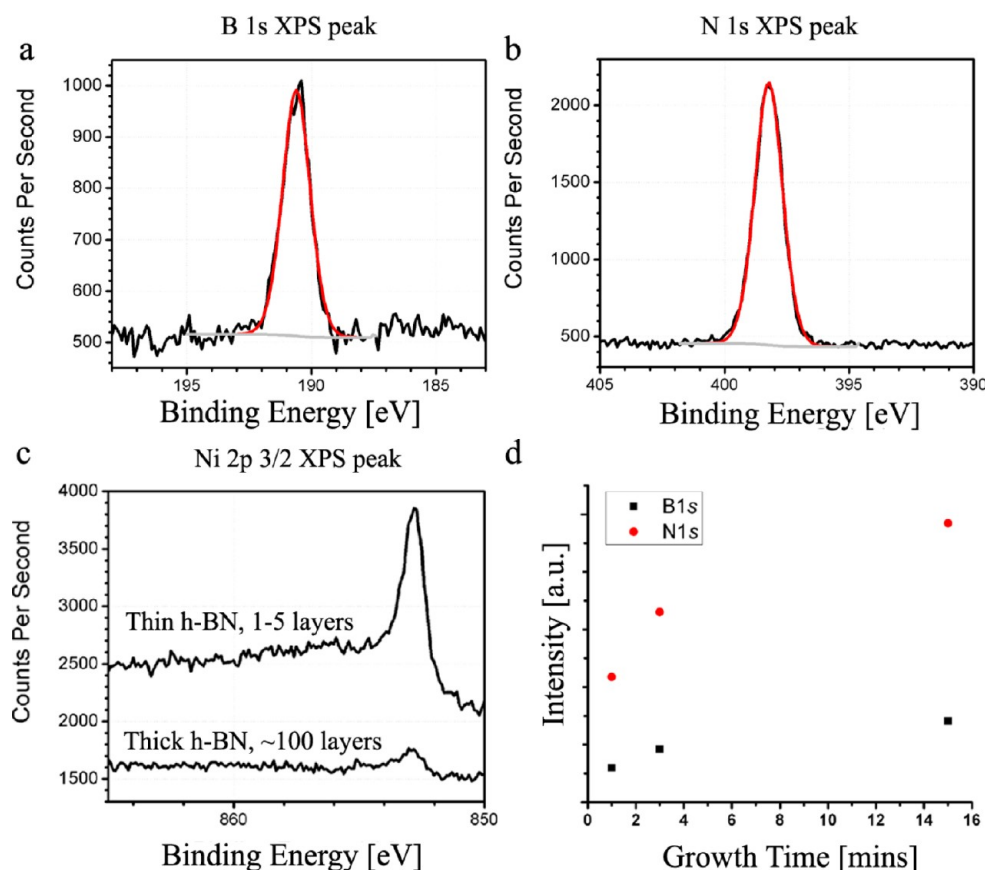 a
B 1s XPS peak
Counts Per Second
1000
900
800
700
600
500
195
190
185
Binding Energy [eV]
b
N 1s XPS peak
Counts Per Second
2000
1500
1000
500
405
400
395
390
Binding Energy [eV]
c
Ni 2p 3/2 XPS peak
Counts Per Second
4000
3500
3000
2500
2000
1500
Thin h-BN, 1-5 layers
Thick h-BN, ~100 layers
860
850
Binding Energy [eV]
d
B1s
N1s
Intensity [a.u.]
0 2 4 6 8 10 12 14 16
Growth Time [mins]